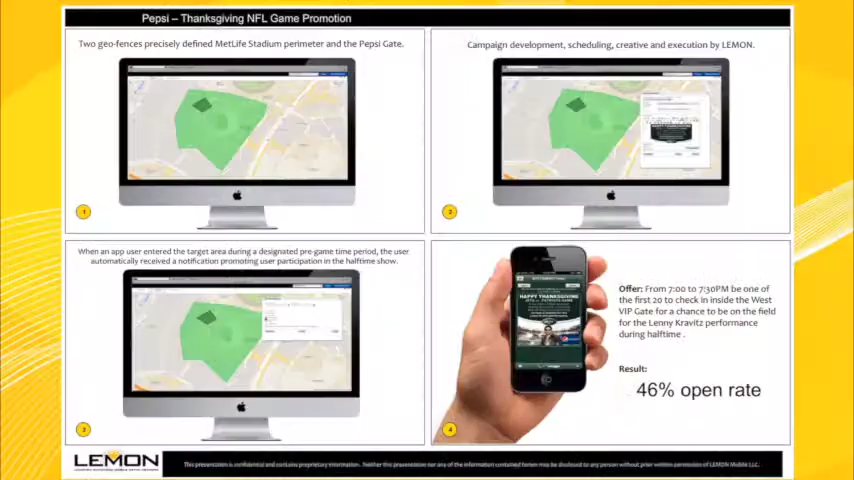 Pepsi – Thanksgiving NFL Game Promotion
Two geo-fences precisely defined MetLife Stadium perimeter and the Pepsi Gate.
1
Campaign development, scheduling, creative and execution by LEMON.
HAPPY THANKSGIVING
2
When an app user entered the target area during a designated pre-game time period, the user
automatically received a notification promoting user participation in the halftime show.
3
HAPPY THANKSGIVING
Offer: From 7:00 to 7:30PM be one of
the first 20 to check in inside the West
VIP Gate for a chance to be on the field
for the Lenny Kravitz performance
during halftime .
Result:
46% open rate
4
LEMON
This presentation is confidential and contains proprietary information. Neither this presentation nor any of the information contained herein may be disclosed to any person without prior written permission of LEMON Mobile LLC.